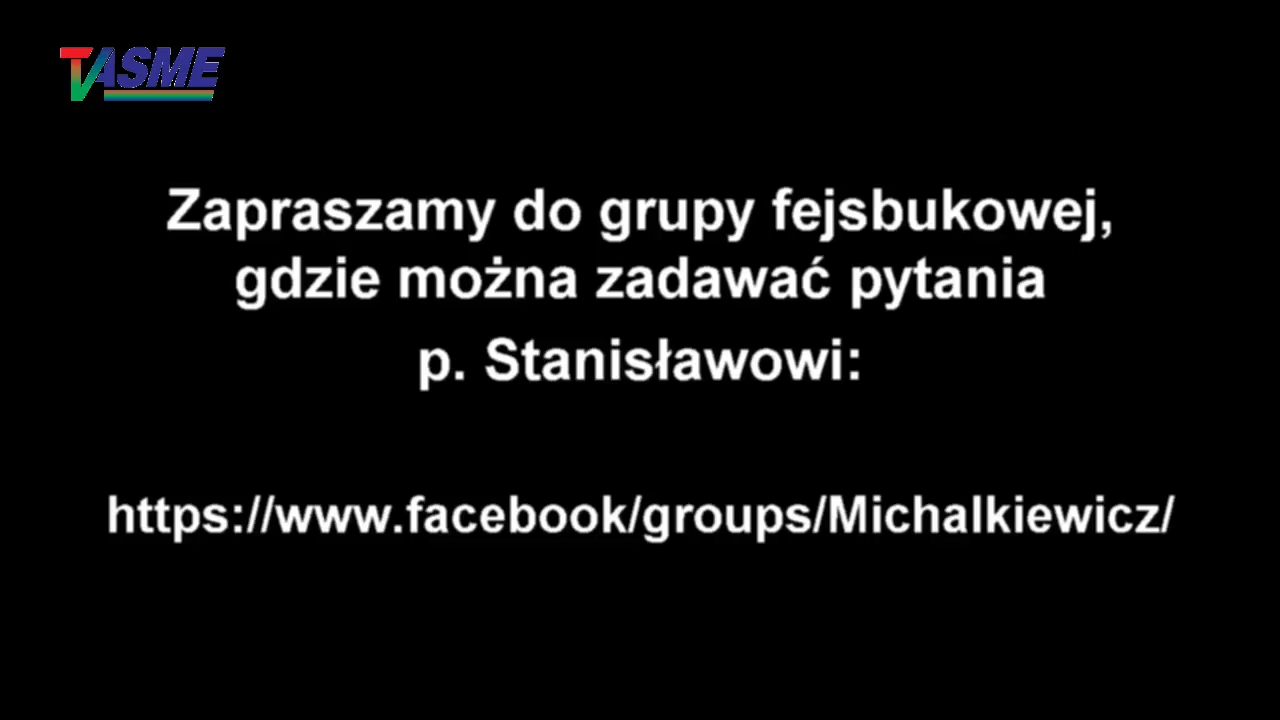 TASME
Zapraszamy do grupy fejsbukowej,
gdzie można zadawać pytania
p. Stanisławowi:
https://www.facebook/groups/Michalkiewicz/